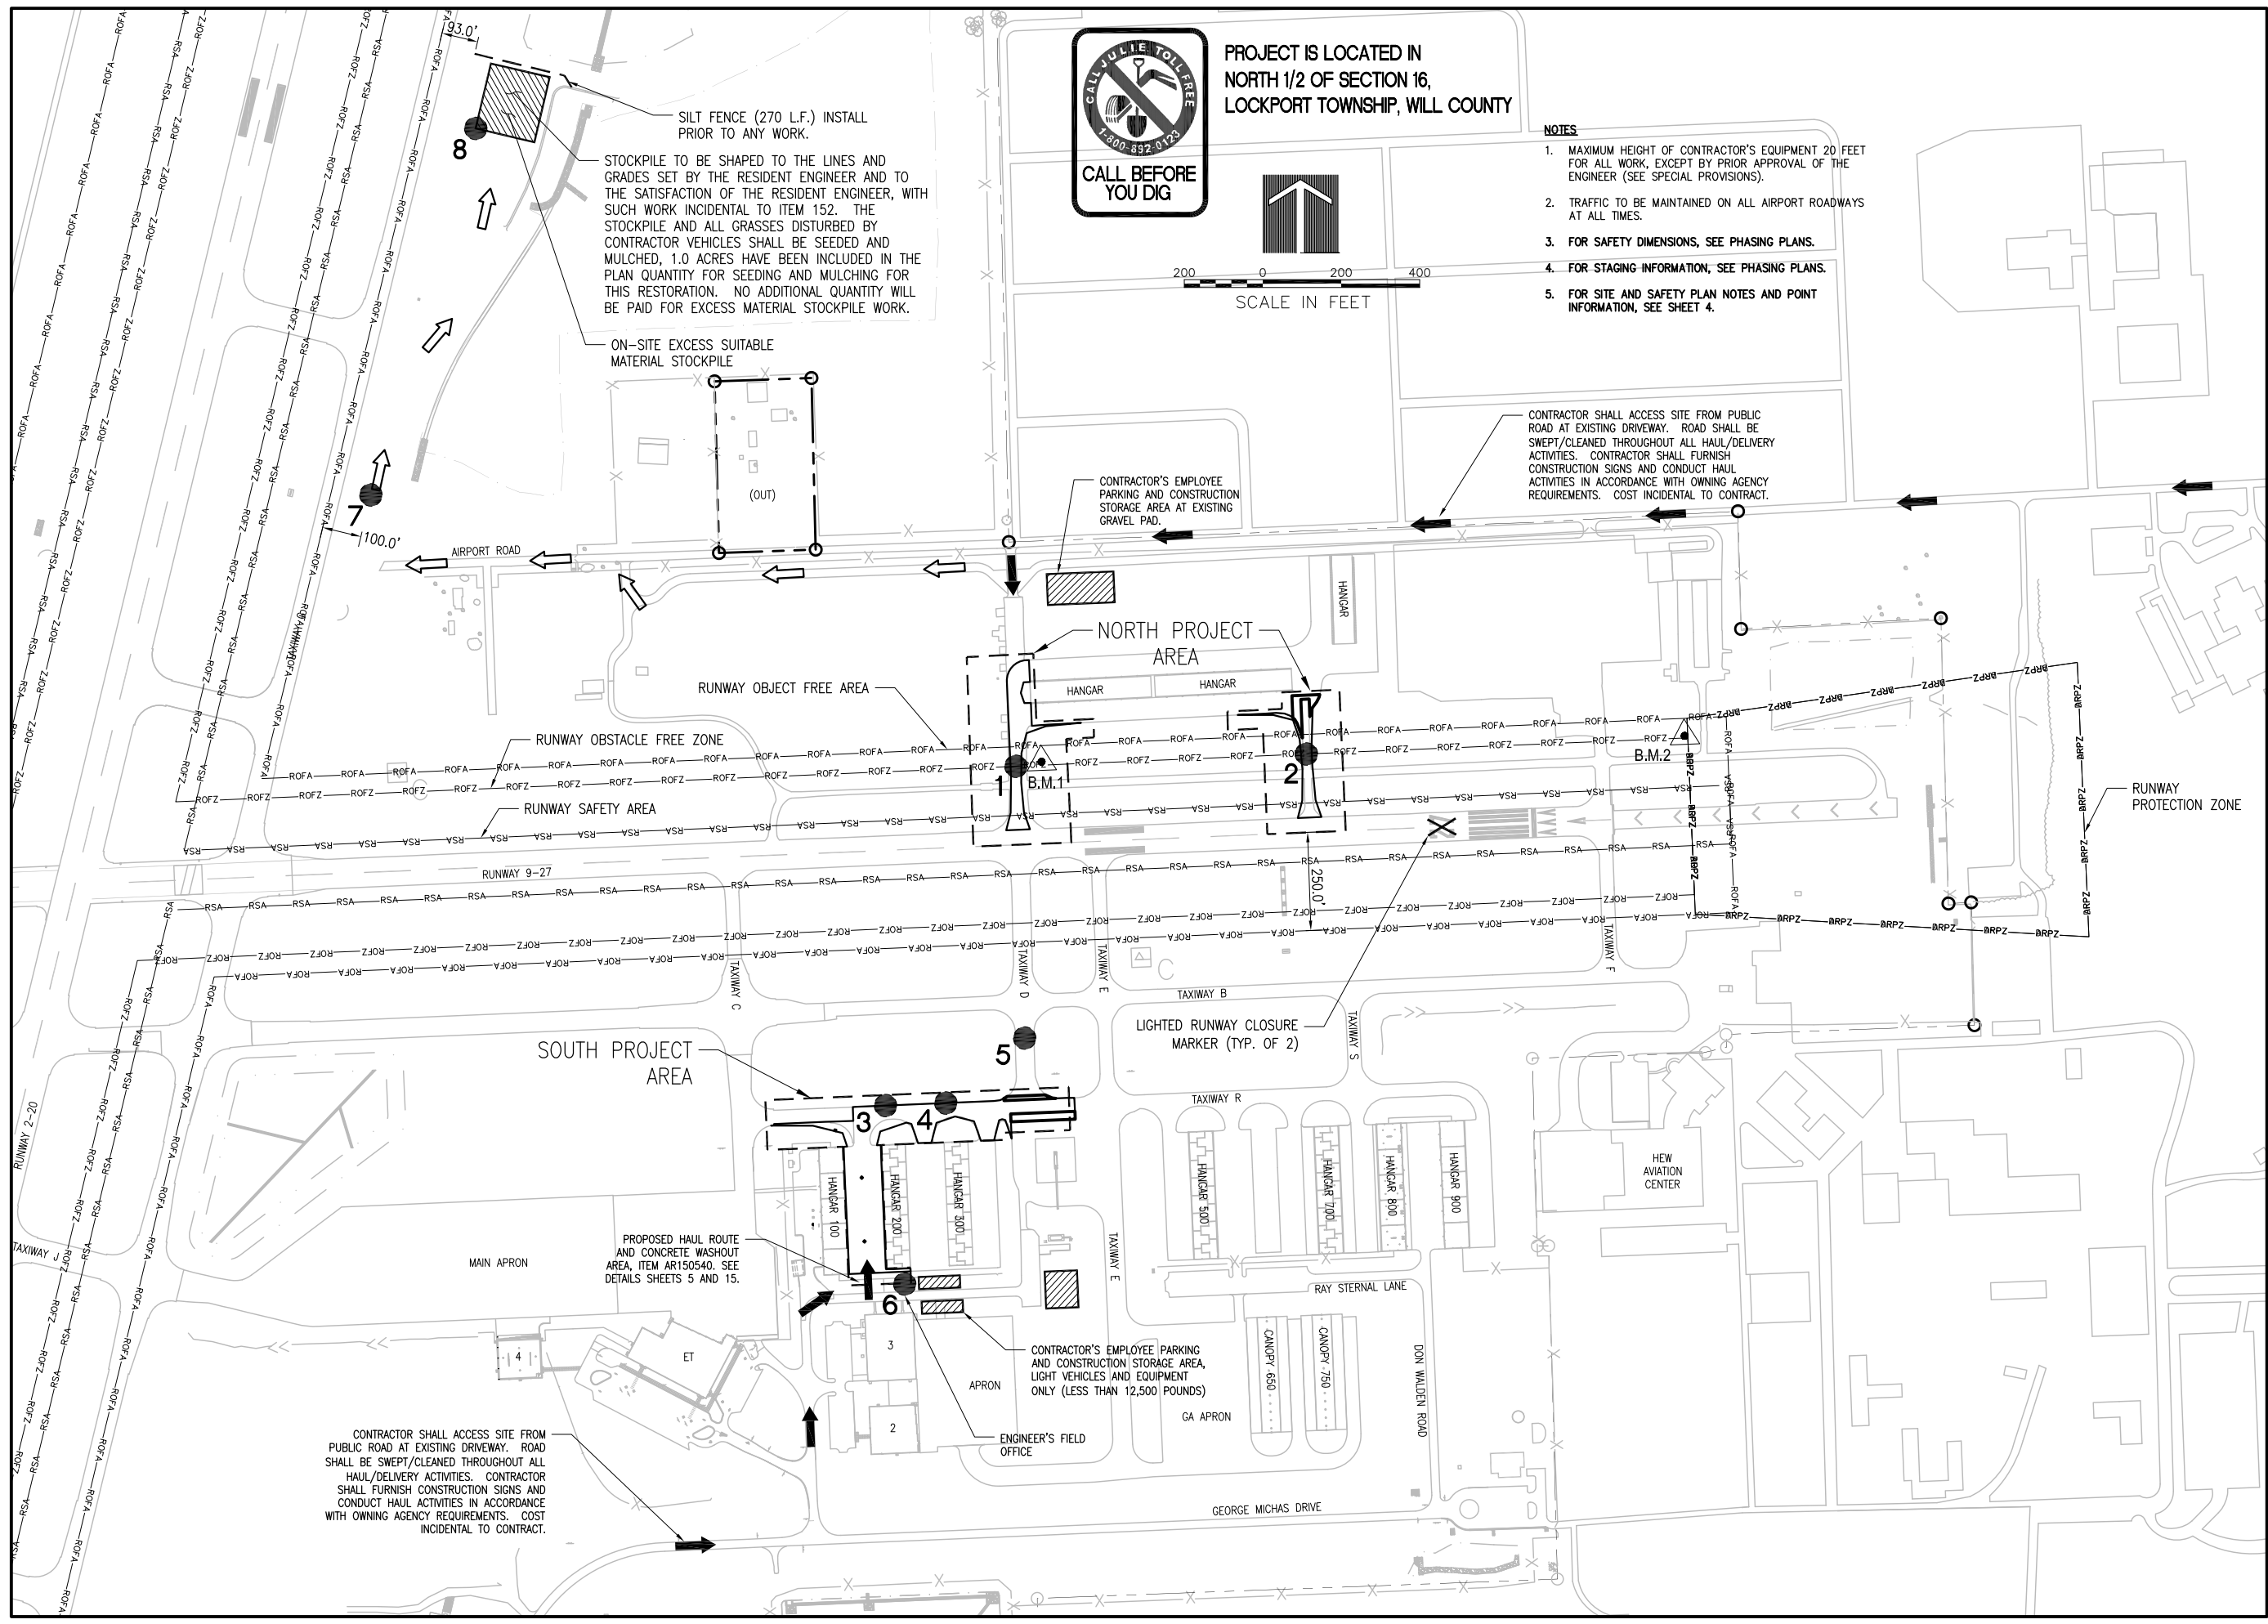 93.0'
SILT FENCE (270 L.F.) INSTALL
PRIOR TO ANY WORK.
8
STOCKPILE TO BE SHAPED TO THE LINES AND
GRADES SET BY THE RESIDENT ENGINEER AND TO
THE SATISFACTION OF THE RESIDENT ENGINEER, WITH
SUCH WORK INCIDENTAL TO ITEM 152. THE
STOCKPILE AND ALL GRASSES DISTURBED BY
CONTRACTOR VEHICLES SHALL BE SEEDED AND
MULCHED, 1.0 ACRES HAVE BEEN INCLUDED IN THE
PLAN QUANTITY FOR SEEDING AND MULCHING FOR
THIS RESTORATION. NO ADDITIONAL QUANTITY WILL
BE PAID FOR EXCESS MATERIAL STOCKPILE WORK.
ON-SITE EXCESS SUITABLE
MATERIAL STOCKPILE
CALL JULIE TOLL FREE
1-800-892-0123
CALL BEFORE
YOU DIG
PROJECT IS LOCATED IN
NORTH 1/2 OF SECTION 16,
LOCKPORT TOWNSHIP, WILL COUNTY
200 0 200 400
SCALE IN FEET
NOTES
1. MAXIMUM HEIGHT OF CONTRACTOR'S EQUIPMENT 20 FEET
FOR ALL WORK, EXCEPT BY PRIOR APPROVAL OF THE
ENGINEER (SEE SPECIAL PROVISIONS).
2. TRAFFIC TO BE MAINTAINED ON ALL AIRPORT ROADWAYS
AT ALL TIMES.
3. FOR SAFETY DIMENSIONS, SEE PHASING PLANS.
4. FOR STAGING INFORMATION, SEE PHASING PLANS.
5. FOR SITE AND SAFETY PLAN NOTES AND POINT
INFORMATION, SEE SHEET 4.
CONTRACTOR SHALL ACCESS SITE FROM PUBLIC
ROAD AT EXISTING DRIVEWAY. ROAD SHALL BE
SWEPT/CLEANED THROUGHOUT ALL HAUL/DELIVERY
ACTIVITIES. CONTRACTOR SHALL FURNISH
CONSTRUCTION SIGNS AND CONDUCT HAUL
ACTIVITIES IN ACCORDANCE WITH OWNING AGENCY
REQUIREMENTS. COST INCIDENTAL TO CONTRACT.
CONTRACTOR'S EMPLOYEE
PARKING AND CONSTRUCTION
STORAGE AREA AT EXISTING
GRAVEL PAD.
(OUT)
7
100.0'
AIRPORT ROAD
HANGAR
NORTH PROJECT
AREA
HANGAR
HANGAR
RUNWAY OBJECT FREE AREA
RUNWAY OBSTACLE FREE ZONE
RUNWAY SAFETY AREA
ROFA
ROFZ
RSA
BRPZ
1
B.M.1
2
B.M.2
RUNWAY
PROTECTION ZONE
RUNWAY 9-27
250.0'
TAXIWAY C
TAXIWAY D
TAXIWAY E
TAXIWAY F
TAXIWAY B
TAXIWAY S
LIGHTED RUNWAY CLOSURE
MARKER (TYP. OF 2)
5
SOUTH PROJECT
AREA
3
4
TAXIWAY R
RUNWAY 2-20
TAXIWAY J
MAIN APRON
HANGAR 100
HANGAR 200
HANGAR 300
HANGAR 500
HANGAR 700
HANGAR 800
HANGAR 900
HEW
AVIATION
CENTER
PROPOSED HAUL ROUTE
AND CONCRETE WASHOUT
AREA, ITEM AR150540. SEE
DETAILS SHEETS 5 AND 15.
6
TAXIWAY E
RAY STERNAL LANE
4
ET
3
2
APRON
CONTRACTOR'S EMPLOYEE PARKING
AND CONSTRUCTION STORAGE AREA,
LIGHT VEHICLES AND EQUIPMENT
ONLY (LESS THAN 12,500 POUNDS)
ENGINEER'S FIELD
OFFICE
CANOPY 650
CANOPY 750
GA APRON
DON WALDEN ROAD
GEORGE MICHAS DRIVE
CONTRACTOR SHALL ACCESS SITE FROM
PUBLIC ROAD AT EXISTING DRIVEWAY. ROAD
SHALL BE SWEPT/CLEANED THROUGHOUT ALL
HAUL/DELIVERY ACTIVITIES. CONTRACTOR
SHALL FURNISH CONSTRUCTION SIGNS AND
CONDUCT HAUL ACTIVITIES IN ACCORDANCE
WITH OWNING AGENCY REQUIREMENTS. COST
INCIDENTAL TO CONTRACT.